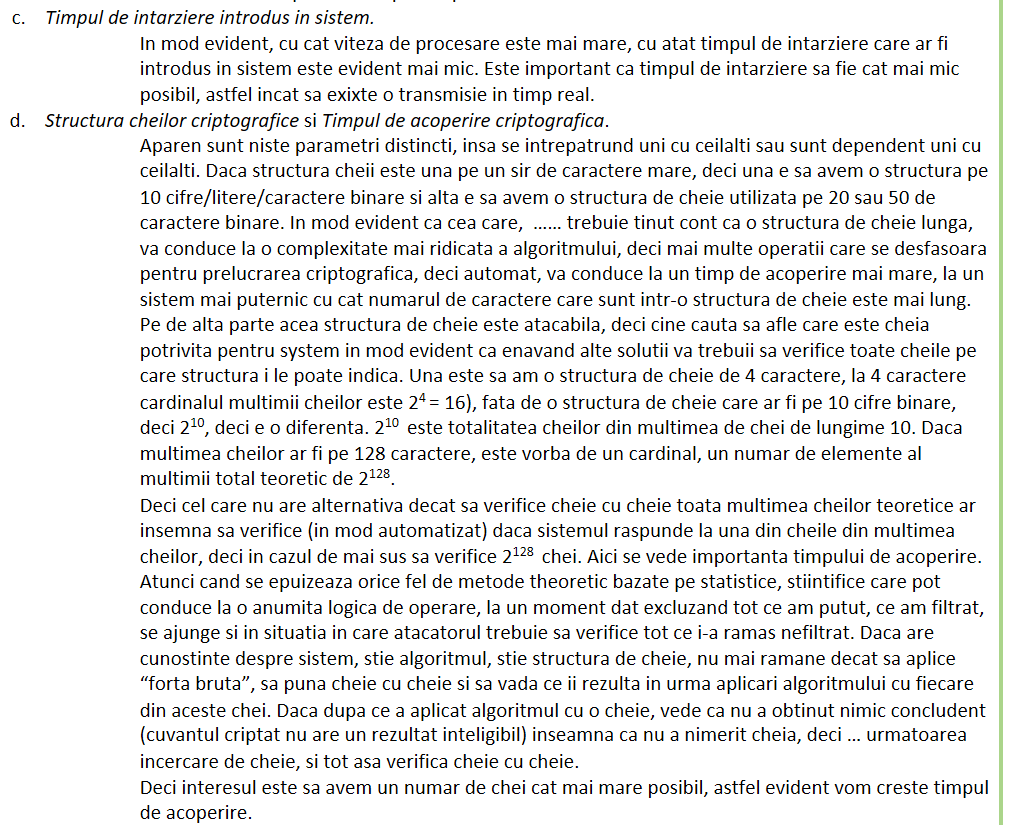 c. Timpul de intarziere introdus in sistem.
In mod evident, cu cat viteza de procesare este mai mare, cu atat timpul de intarziere care ar fi
introdus in sistem este evident mai mic. Este important ca timpul de intarziere sa fie cat mai mic
posibil, astfel incat sa exixte o transmisie in timp real.
d. Structura cheilor criptografice si Timpul de acoperire criptografica.
Aparen sunt niste parametri distincti, insa se intrepatrund uni cu ceilalti sau sunt dependent uni cu
ceilalti. Daca structura cheii este una pe un sir de caractere mare, deci una e sa avem o structura pe
10 cifre/litere/caractere binare si alta e sa avem o structura de cheie utilizata pe 20 sau 50 de
caractere binare. In mod evident ca cea care, ...... trebuie tinut cont ca o structura de cheie lunga,
va conduce la o complexitate mai ridicata a algoritmului, deci mai multe operatii care se desfasoara
pentru prelucrarea criptografica, deci automat, va conduce la un timp de acoperire mai mare, la un
sistem mai puternic cu cat numarul de caractere care sunt intr-o structura de cheie este mai lung.
Pe de alta parte acea structura de cheie este atacabila, deci cine cauta sa afle care este cheia
potrivita pentru system in mod evident ca enavand alte solutii va trebuii sa verifice toate cheile pe
care structura i le poate indica. Una este sa am o structura de cheie de 4 caractere, la 4 caractere
cardinalul multimii cheilor este 2⁴ = 16), fata de o structura de cheie care ar fi pe 10 cifre binare,
deci 2¹⁰, deci e o diferenta. 2¹⁰ este totalitatea cheilor din multimea de chei de lungime 10. Daca
multimea cheilor ar fi pe 128 caractere, este vorba de un cardinal, un numar de elemente al
multimii total teoretic de 2¹²⁸.
Deci cel care nu are alternativa decat sa verifice cheie cu cheie toata multimea cheilor teoretice ar
insemna sa verifice (in mod automatizat) daca sistemul raspunde la una din cheile din multimea
cheilor, deci in cazul de mai sus sa verifice 2¹²⁸ chei. Aici se vede importanta timpului de acoperire.
Atunci cand se epuizeaza orice fel de metode theoretic bazate pe statistice, stiintifice care pot
conduce la o anumita logica de operare, la un moment dat excluzand tot ce am putut, ce am filtrat,
se ajunge si in situatia in care atacatorul trebuie sa verifice tot ce i-a ramas nefiltrat. Daca are
cunostinte despre sistem, stie algoritmul, stie structura de cheie, nu mai ramane decat sa aplice
“forta bruta”, sa puna cheie cu cheie si sa vada ce ii rezulta in urma aplicari algoritmului cu fiecare
din aceste chei. Daca dupa ce a aplicat algoritmul cu o cheie, vede ca nu a obtinut nimic concludent
(cuvantul criptat nu are un rezultat inteligibil) inseamna ca nu a nimerit cheia, deci ... urmatoarea
incercare de cheie, si tot asa verifica cheie cu cheie.
Deci interesul este sa avem un numar de chei cat mai mare posibil, astfel evident vom creste timpul
de acoperire.